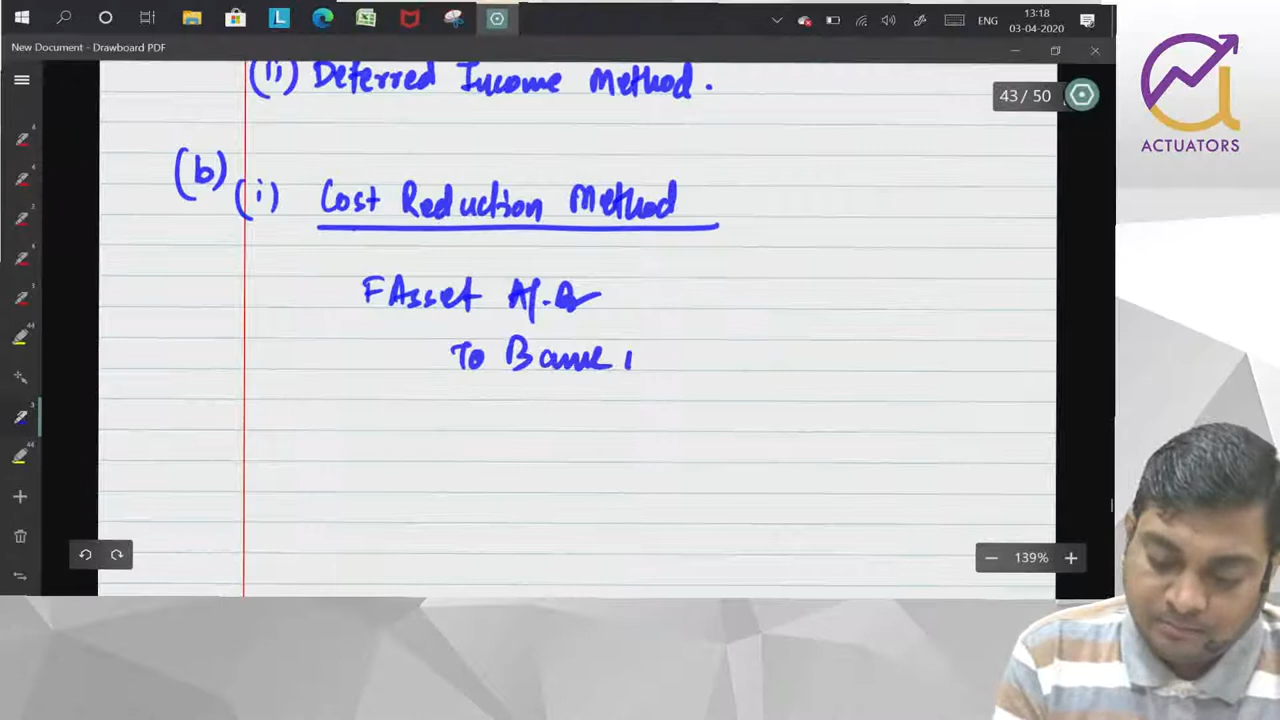 ENG
13:18
03-04-2020
New Document - Drawboard PDF
(ii) Deferred Income Method.
43 / 50
ACTUATORS
(b) (i) Cost Reduction Method
FAsset A/. Dr
To Bank
139%